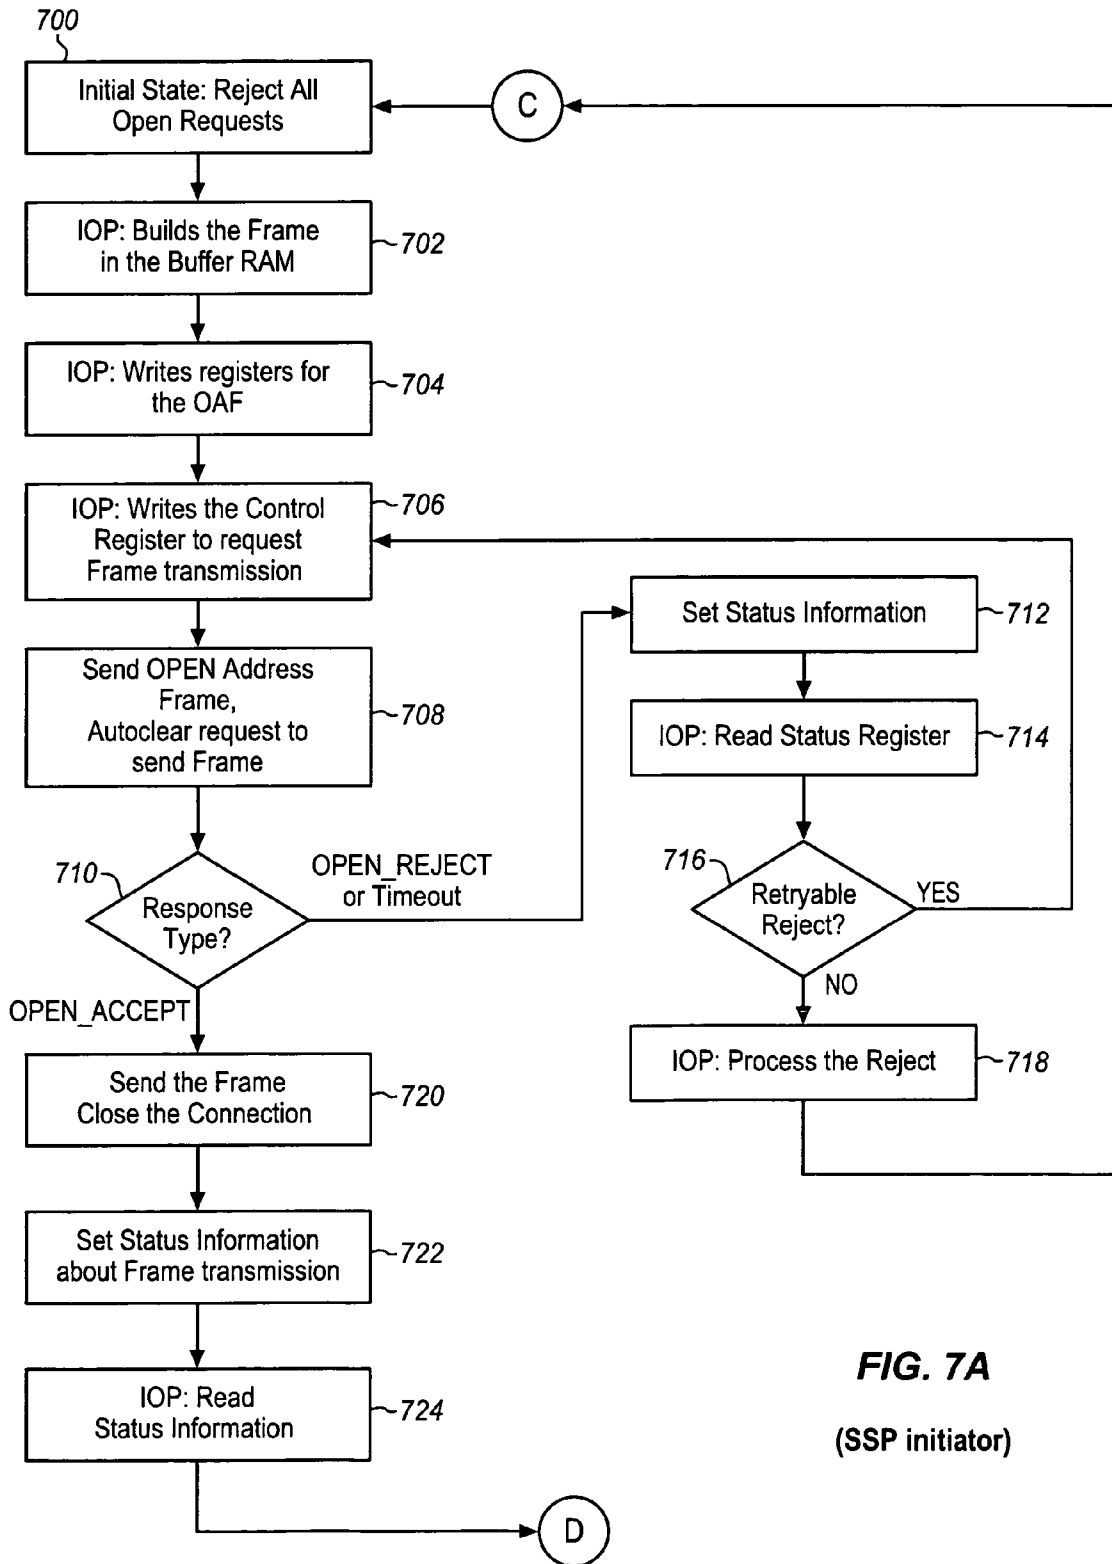 700
Initial State: Reject All
Open Requests
C
IOP: Builds the Frame
in the Buffer RAM
702
IOP: Writes registers for
the OAF
704
IOP: Writes the Control
Register to request
Frame transmission
706
Send OPEN Address
Frame,
Autoclear request to
send Frame
708
710
Response
Type?
OPEN_REJECT
or Timeout
OPEN_ACCEPT
Set Status Information
712
IOP: Read Status Register
714
716
Retryable
Reject?
YES
NO
IOP: Process the Reject
718
Send the Frame
Close the Connection
720
Set Status Information
about Frame transmission
722
IOP: Read
Status Information
724
D
FIG. 7A
(SSP initiator)